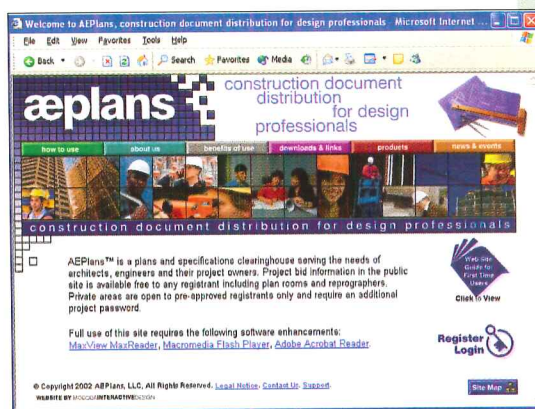 Welcome to AEPlans, construction document distribution for design professionals - Microsoft Internet ...
File Edit View Favorites Tools Help
Back Search Favorites Media
æplans
construction document
distribution
for design
professionals
how to use about us benefits of use downloads & links products news & events
construction document distribution for design professionals
AEPlans™ is a plans and specifications clearinghouse serving the needs of
architects, engineers and their project owners. Project bid information in the public
site is available free to any registrant including plan rooms and reprographers.
Private areas are open to pre-approved registrants only and require an additional
project password.
Web Site
Guide for
First Time
Users
Click to View
Full use of this site requires the following software enhancements:
MaxView MaxReader, Macromedia Flash Player, Adobe Acrobat Reader.
Register
Login
© Copyright 2002 AEPlans, LLC, All Rights Reserved. Legal Notice. Contact Us. Support.
WEBSITE BY INTERACTIVEDESIGN
Site Map